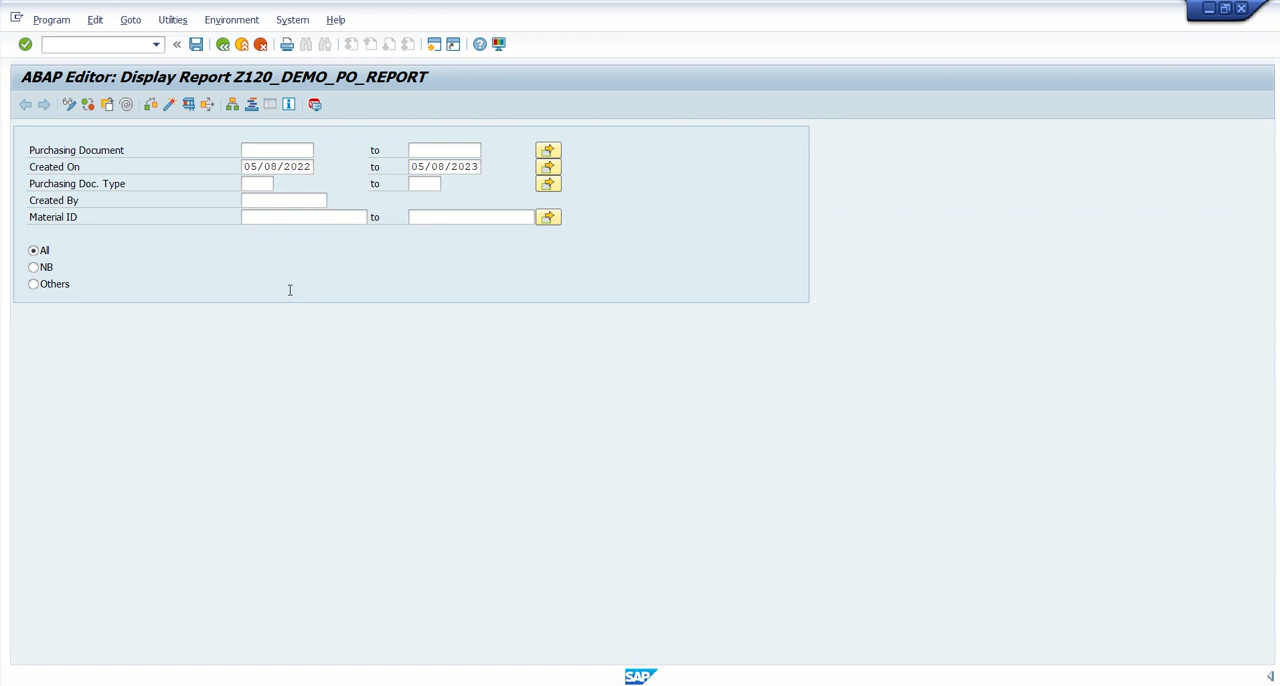 Program Edit Goto Utilities Environment System Help
ABAP Editor: Display Report Z120_DEMO_PO_REPORT
Purchasing Document to
Created On 05/08/2022 to 05/08/2023
Purchasing Doc. Type to
Created By
Material ID to
All
NB
Others
SAP